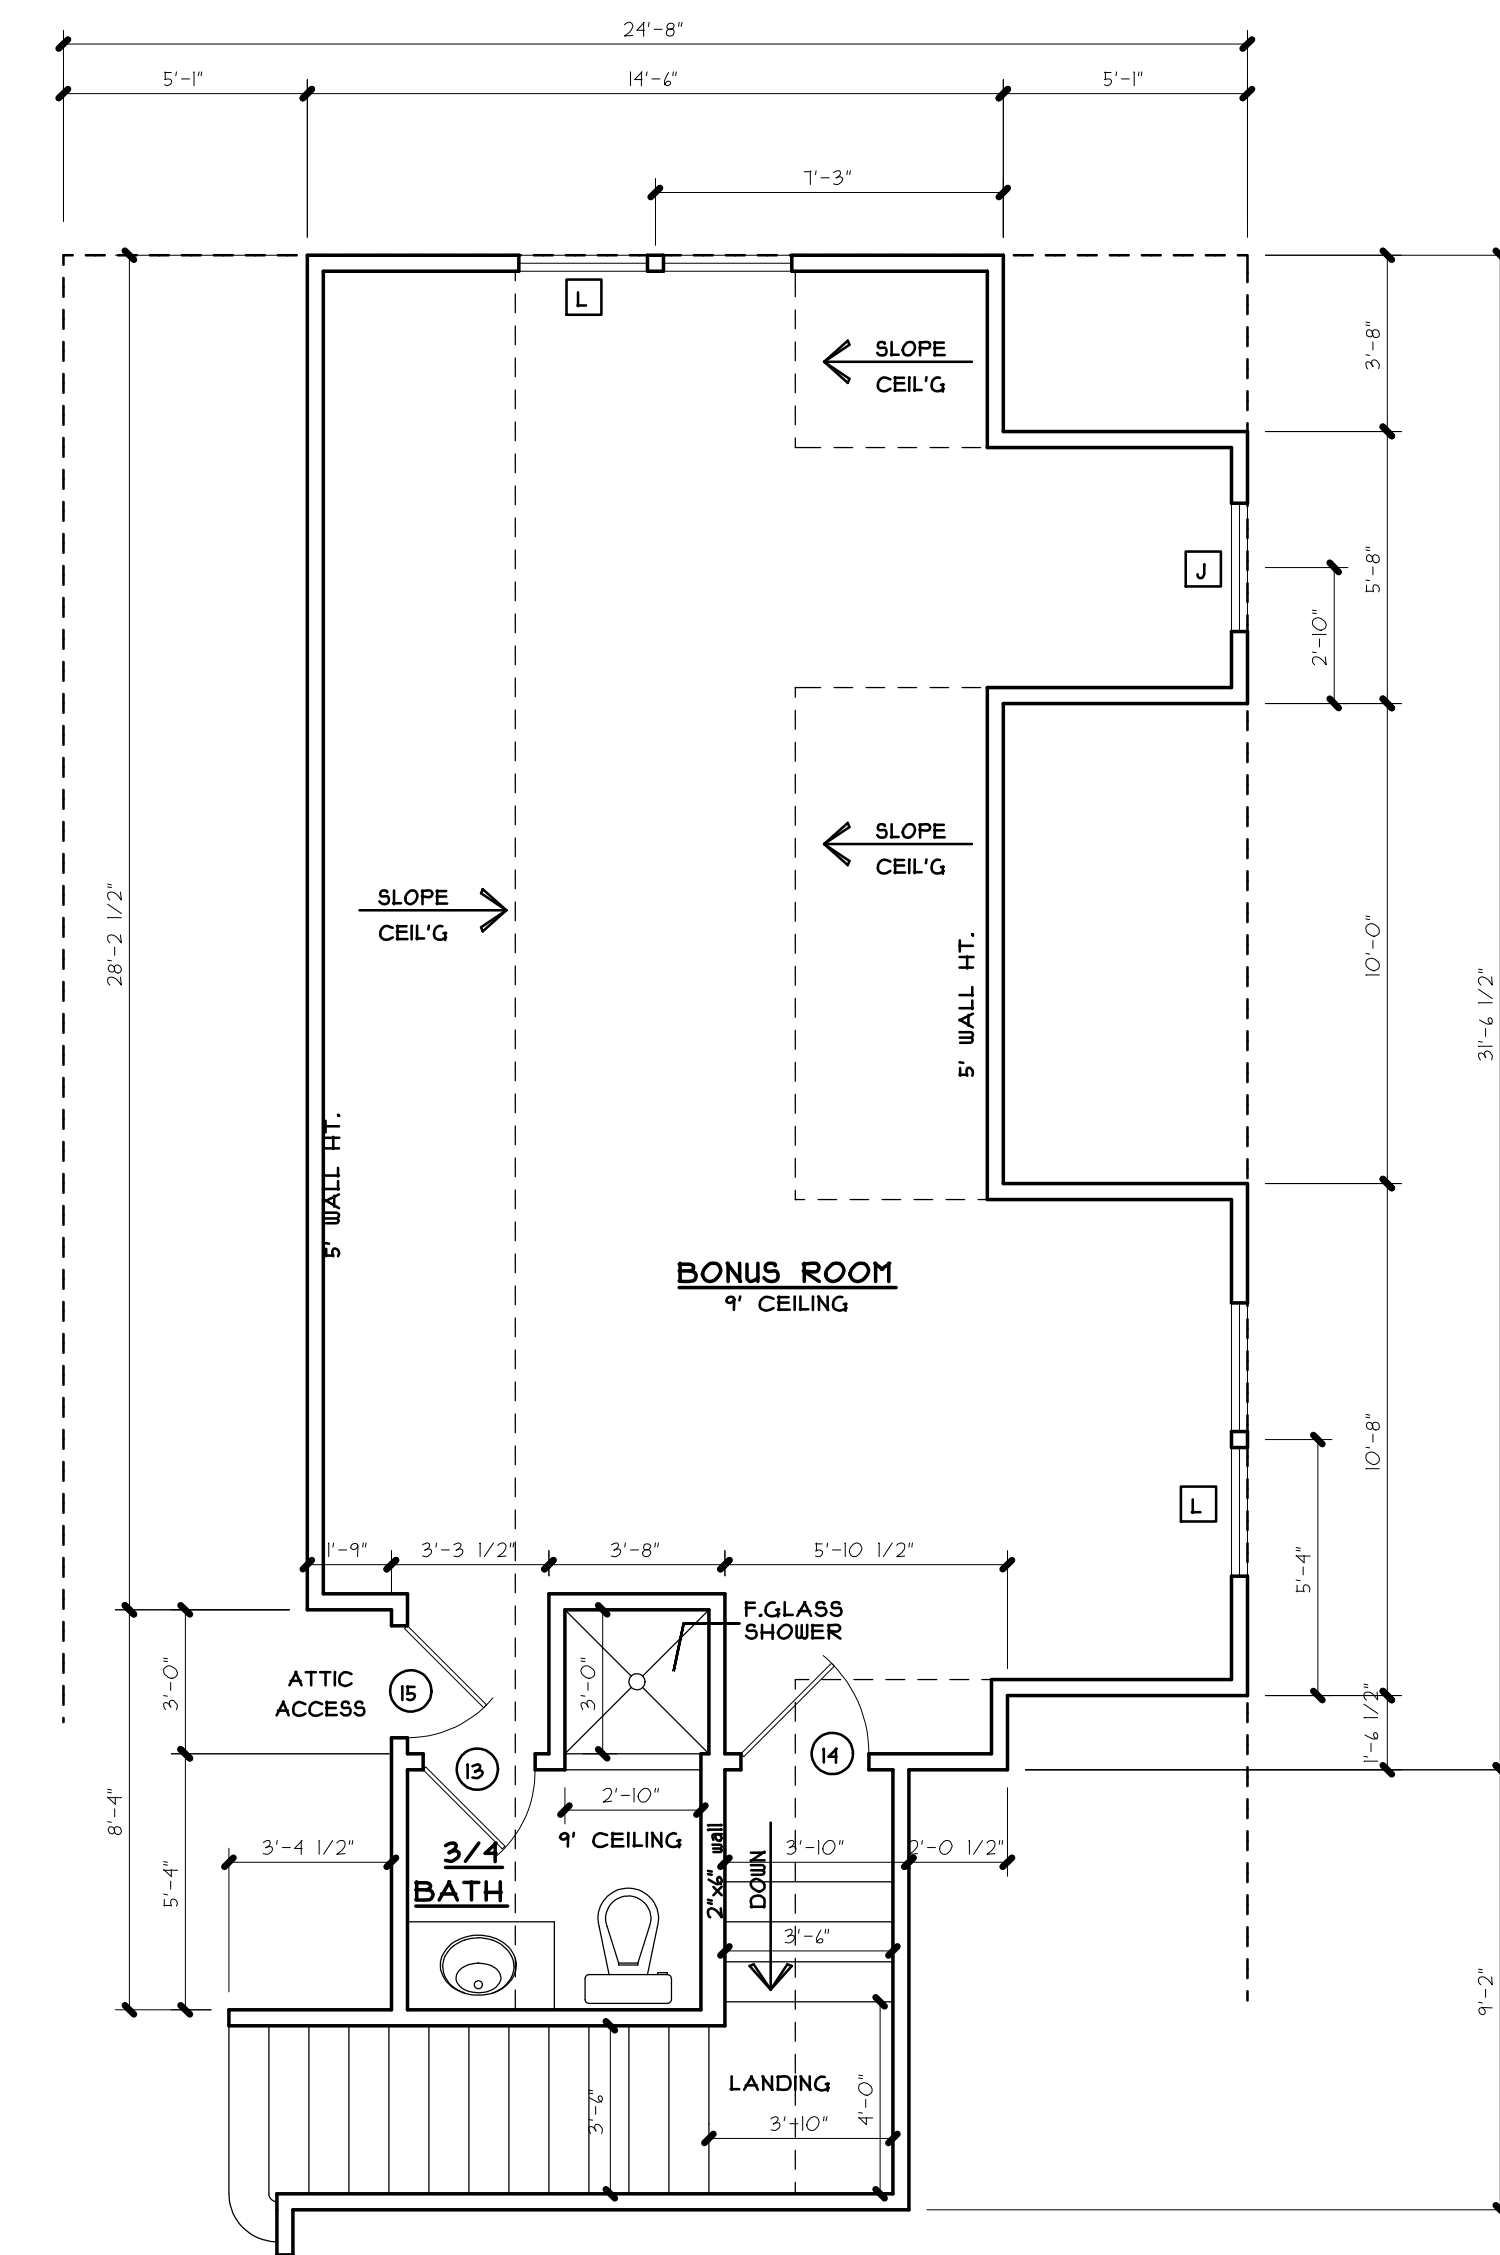 24'-8"
5'-1"
14'-6"
5'-1"
7'-3"
L
SLOPE
CEIL'G
3'-8"
J
5'-8"
2'-10"
SLOPE
CEIL'G
SLOPE
CEIL'G
28'-2 1/2"
5' WALL HT.
10'-0"
31'-6 1/2"
5' WALL HT.
BONUS ROOM
9' CEILING
10'-8"
L
5'-4"
1'-9"
3'-3 1/2"
3'-8"
5'-10 1/2"
F.GLASS
SHOWER
ATTIC
ACCESS
15
3'-0"
3'-0"
14
13
1'-6 1/2"
2'-10"
8'-4"
9' CEILING
3/4
BATH
3'-4 1/2"
5'-4"
2"x6" wall
DOWN
3'-10"
2'-0 1/2"
3'-6"
9'-2"
LANDING
3'-6"
4'-0"
3'-10"